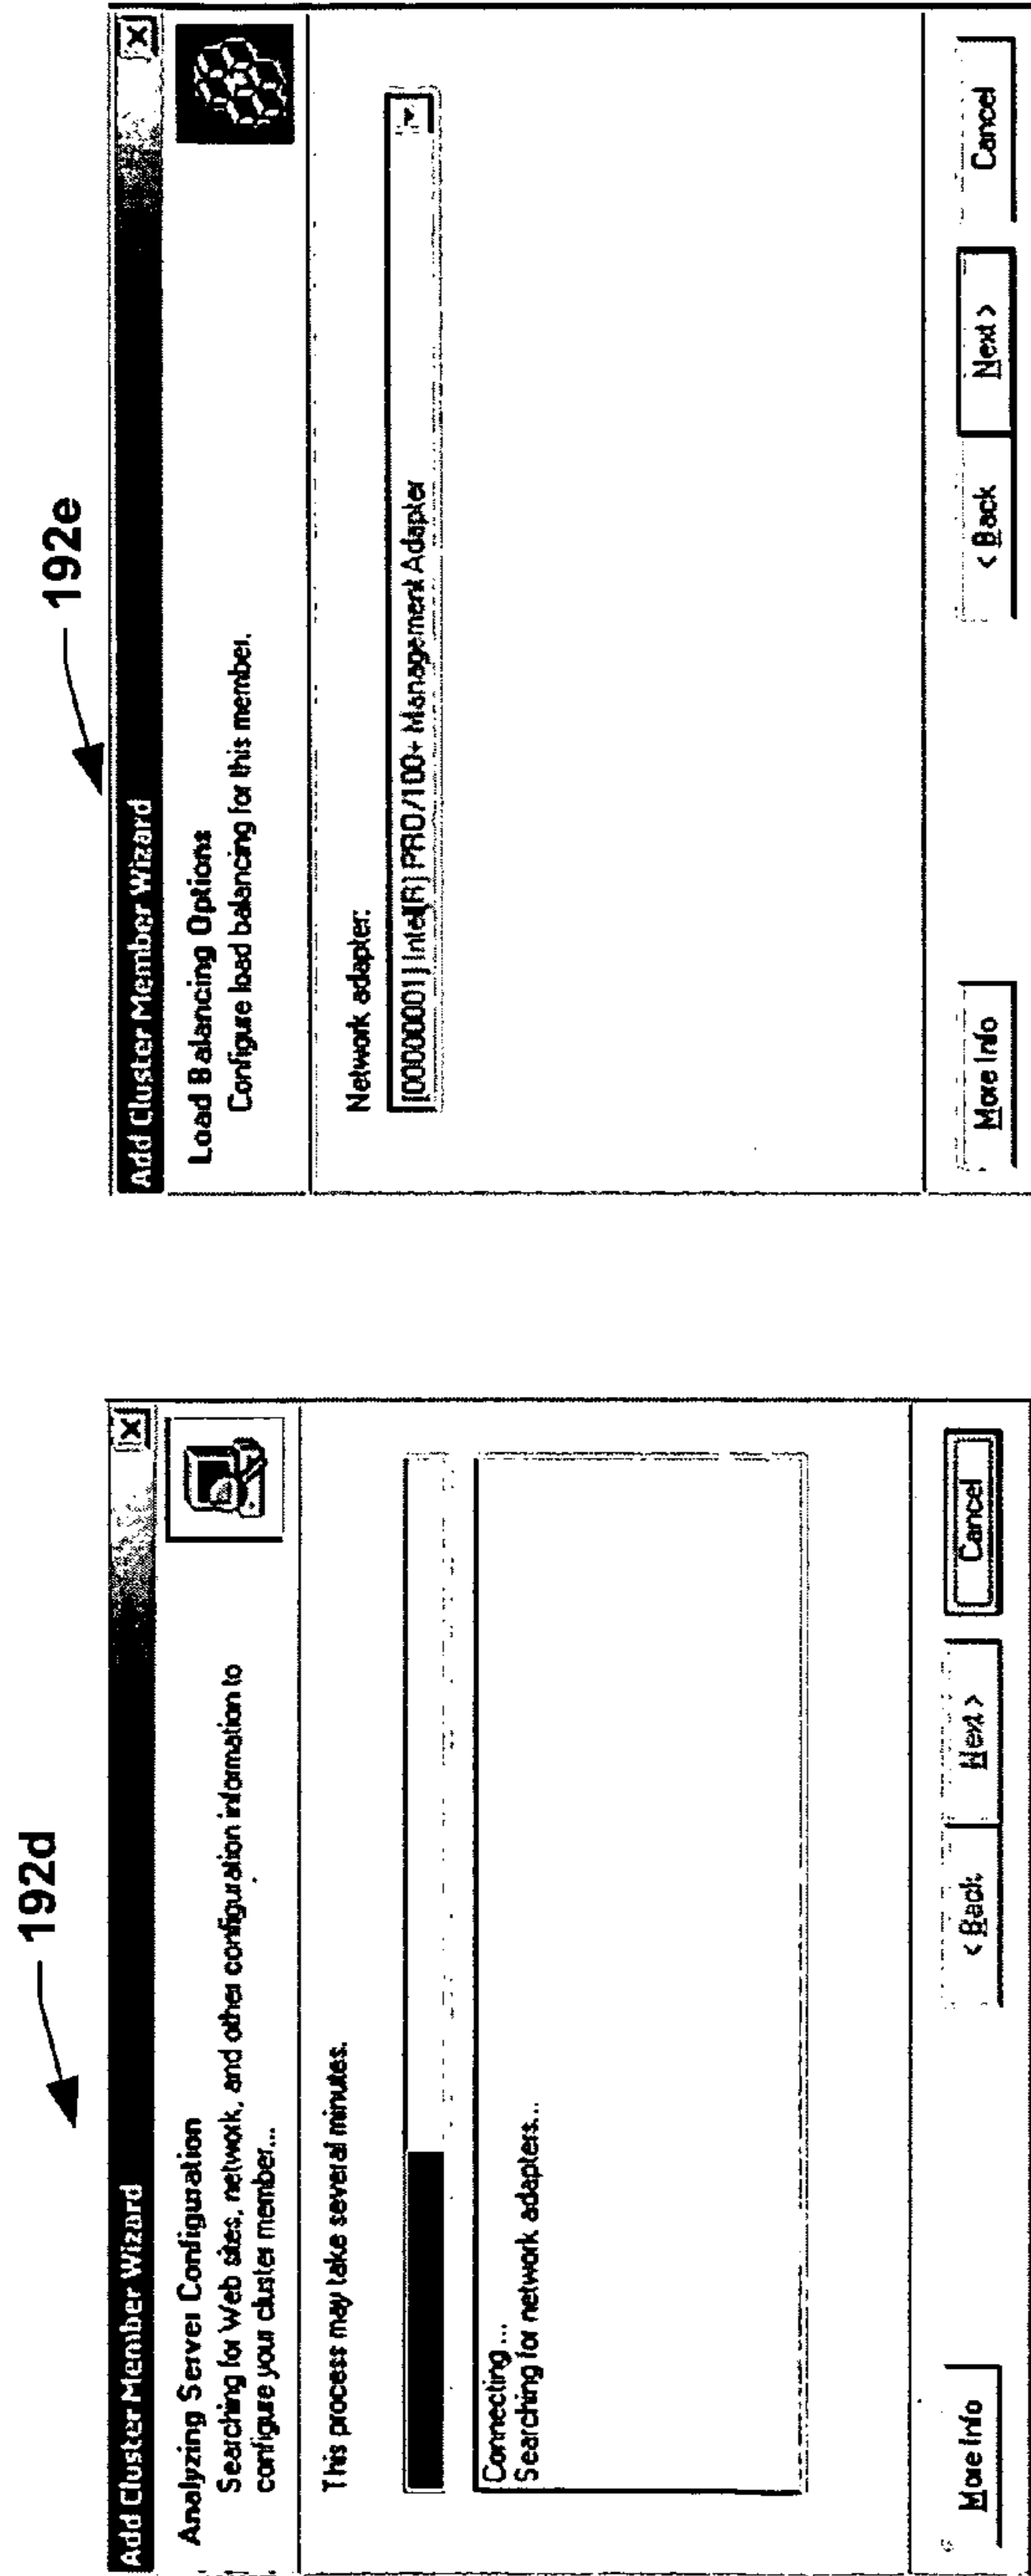 192d
Add Cluster Member Wizard
Analyzing Server Configuration
Searching for Web sites, network, and other configuration information to
configure your cluster member...
This process may take several minutes.
Connecting...
Searching for network adapters...
More Info
< Back
Next >
Cancel
192e
Add Cluster Member Wizard
Load Balancing Options
Configure load balancing for this member.
Network adapter:
[00000001] Intel(R) PRO/100+ Management Adapter
More Info
< Back
Next >
Cancel